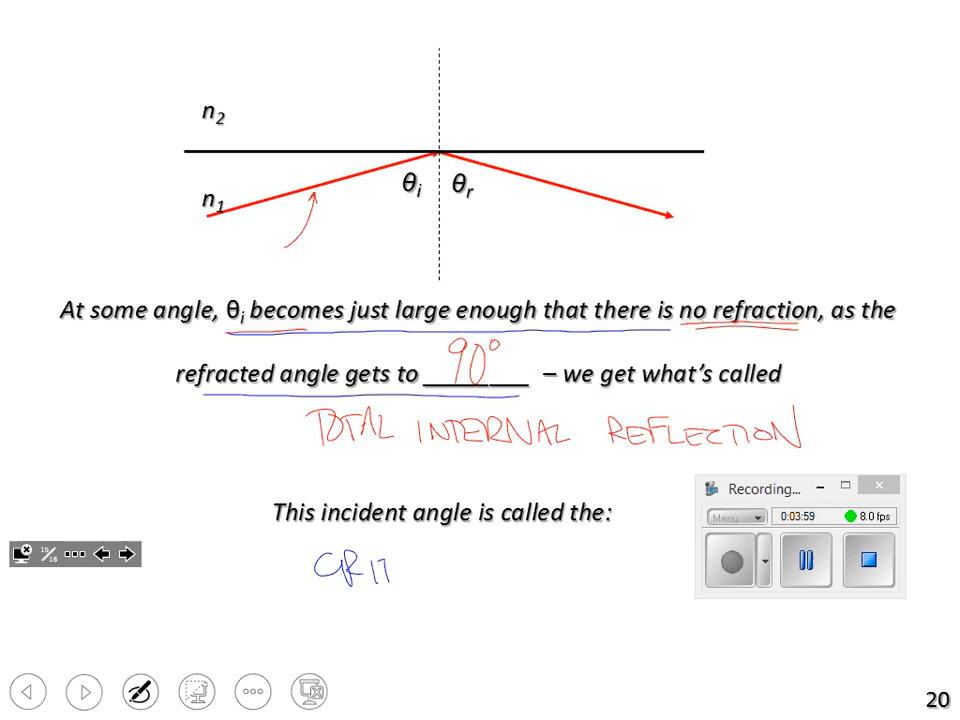 n2
n1
θi θr
At some angle, θi becomes just large enough that there is no refraction, as the
refracted angle gets to 90° – we get what’s called
TOTAL INTERNAL REFLECTION
This incident angle is called the:
CRIT
Recording...
Menu 0:03:59 8.0 fps
15/18
20